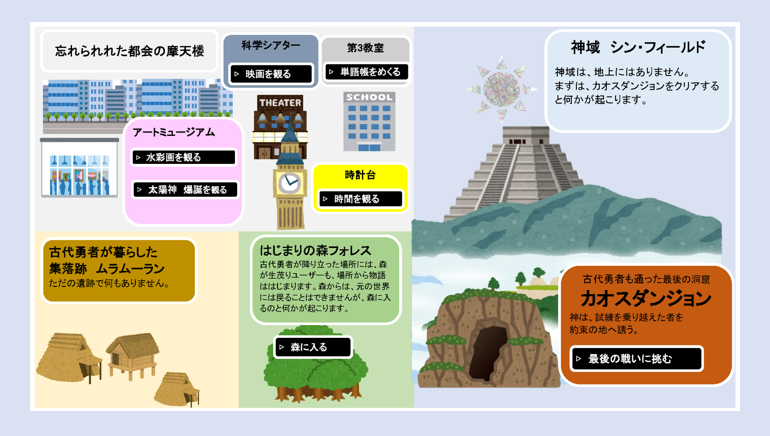 忘れられれた都会の摩天楼
科学シアター
▷ 映画を観る
第3教室
▷ 単語帳をめくる
THEATER
SCHOOL
アートミュージアム
▷ 水彩画を観る
▷ 太陽神 爆誕を観る
時計台
▷ 時間を観る
神域 シン・フィールド
神域は、地上にはありません。
まずは、カオスダンジョンをクリアする
と何かが起こります。
古代勇者が暮らした
集落跡 ムラムーラン
ただの遺跡で何もありません。
はじまりの森フォレス
古代勇者が降り立った場所には、森
が生茂りユーザーも、場所から物語
ははじまります。森からは、元の世界
には戻ることはできませんが、森に入
るのと何かが起こります。
▷ 森に入る
古代勇者も通った最後の洞窟
カオスダンジョン
神は、試練を乗り越えた者を
約束の地へ誘う。
▷ 最後の戦いに挑む